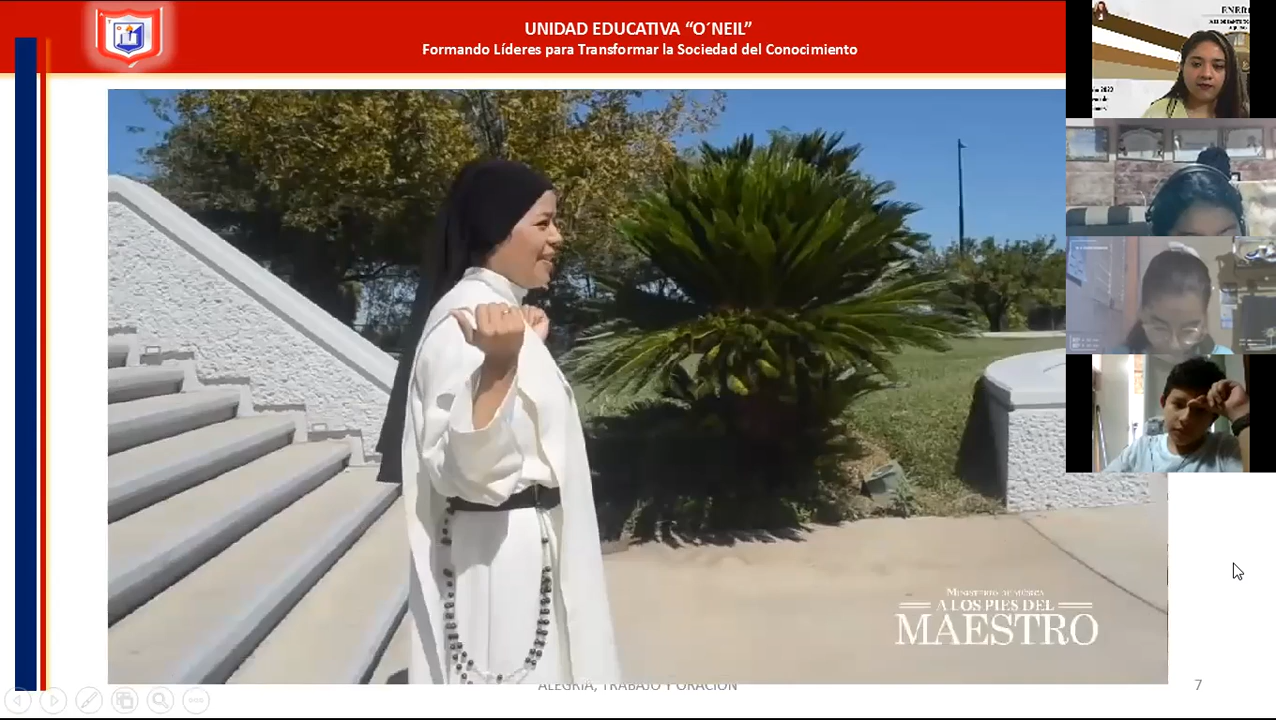 UNIDAD EDUCATIVA “O´NEIL”
Formando Líderes para Transformar la Sociedad del Conocimiento
MINISTERIO DE MÚSICA
A LOS PIES DEL
MAESTRO
ALEGRÍA, TRABAJO Y ORACIÓN
7